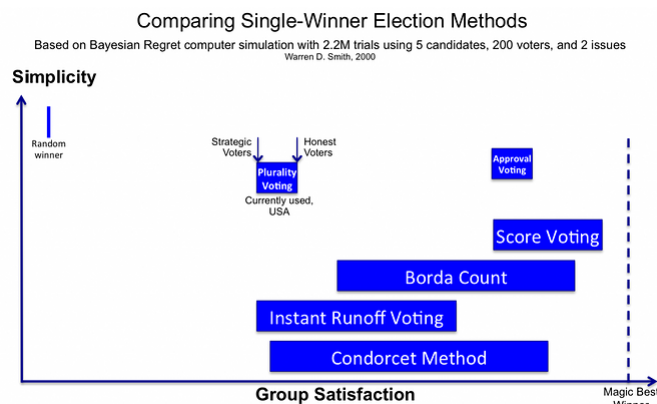 Comparing Single-Winner Election Methods
Based on Bayesian Regret computer simulation with 2.2M trials using 5 candidates, 200 voters, and 2 issues
Warren D. Smith, 2000
Simplicity
Random
winner
Strategic
Voters
Honest
Voters
Plurality
Voting
Currently used,
USA
Approval
Voting
Score Voting
Borda Count
Instant Runoff Voting
Condorcet Method
Group Satisfaction
Magic Best
Winner